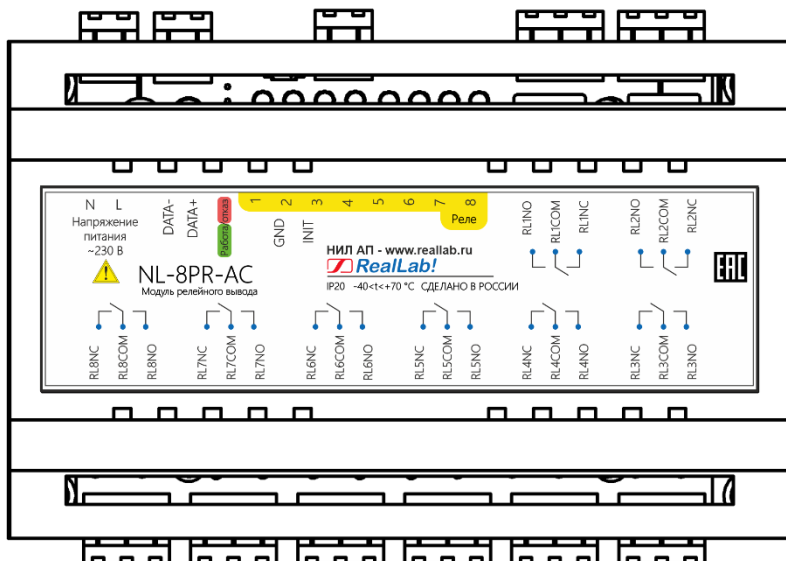 N L
Напряжение
питания
~230 В
DATA-
DATA+
Работа/отказ
1 2 3 4 5 6 7 8
Реле
GND
INIT
RL1NO
RL1COM
RL1NC
RL2NO
RL2COM
RL2NC
НИЛ АП - www.reallab.ru
RealLab!
IP20 -40<t<+70 °C СДЕЛАНО В РОССИИ
NL-8PR-AC
Модуль релейного вывода
EAC
RL8NC
RL8COM
RL8NO
RL7NC
RL7COM
RL7NO
RL6NC
RL6COM
RL6NO
RL5NC
RL5COM
RL5NO
RL4NC
RL4COM
RL4NO
RL3NC
RL3COM
RL3NO